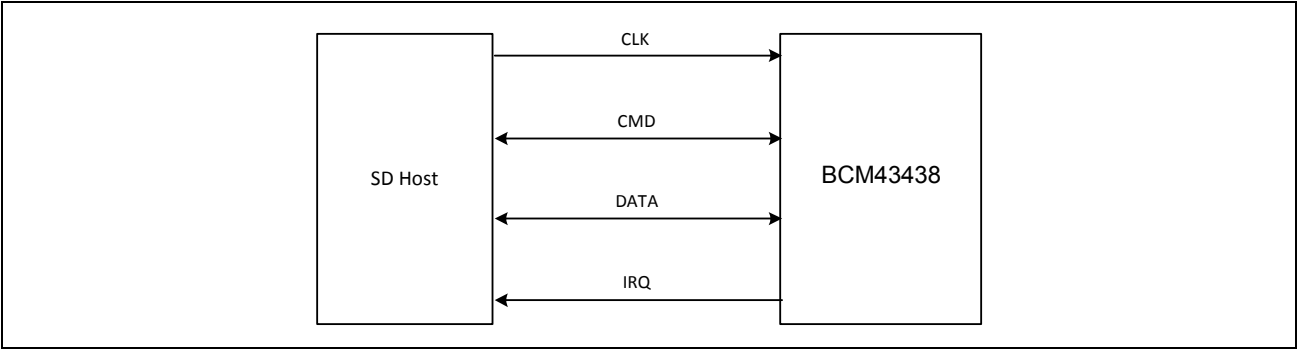 CLK
CMD
SD Host
BCM43438
DATA
IRQ